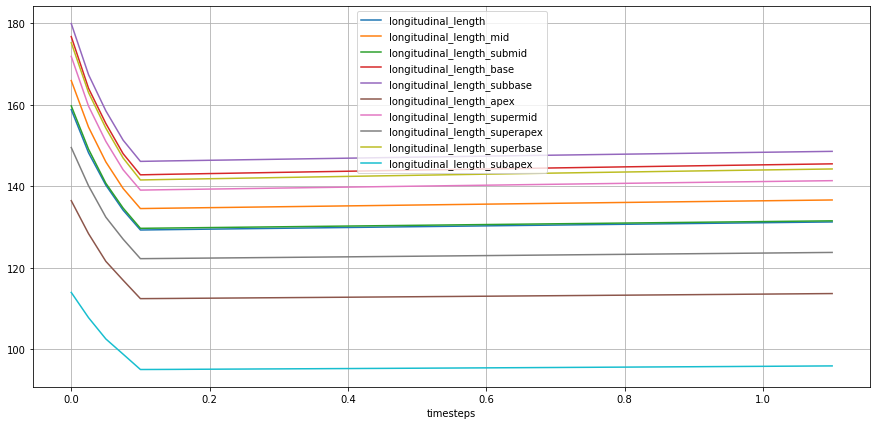 180
160
140
120
100
longitudinal_length
longitudinal_length_mid
longitudinal_length_submid
longitudinal_length_base
longitudinal_length_subbase
longitudinal_length_apex
longitudinal_length_supermid
longitudinal_length_superapex
longitudinal_length_superbase
longitudinal_length_subapex
0.0 0.2 0.4 0.6 0.8 1.0
timesteps